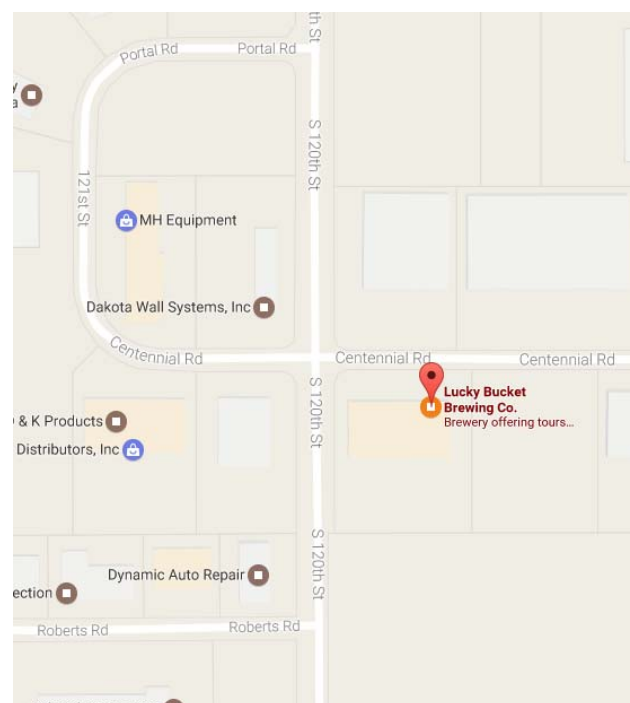 th St
Portal Rd
Portal Rd
S 120th St
121st St
MH Equipment
Dakota Wall Systems, Inc
Centennial Rd
Centennial Rd
Centennial Rd
Lucky Bucket
Brewing Co.
Brewery offering tours...
S 120th St
& K Products
Distributors, Inc
S 120th St
Dynamic Auto Repair
ection
Roberts Rd
Roberts Rd